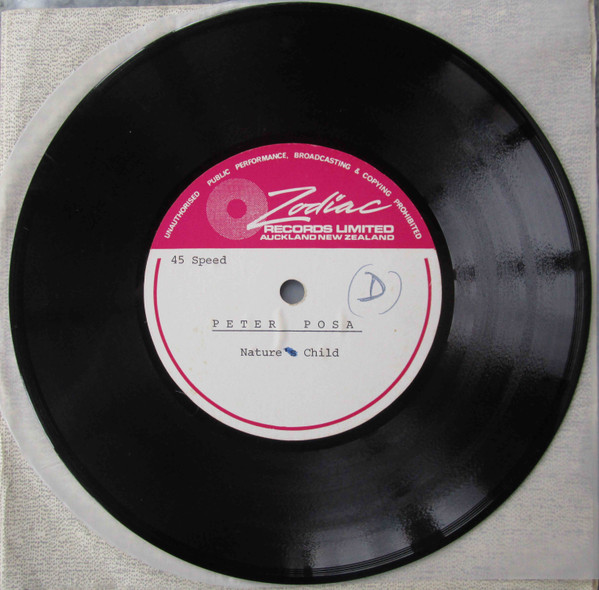 UNAUTHORISED PUBLIC PERFORMANCE, BROADCASTING & COPYING PROHIBITED
Zodiac
RECORDS LIMITED
AUCKLAND NEW ZEALAND
45 Speed
(D)
PETER POSA
Nature's Child